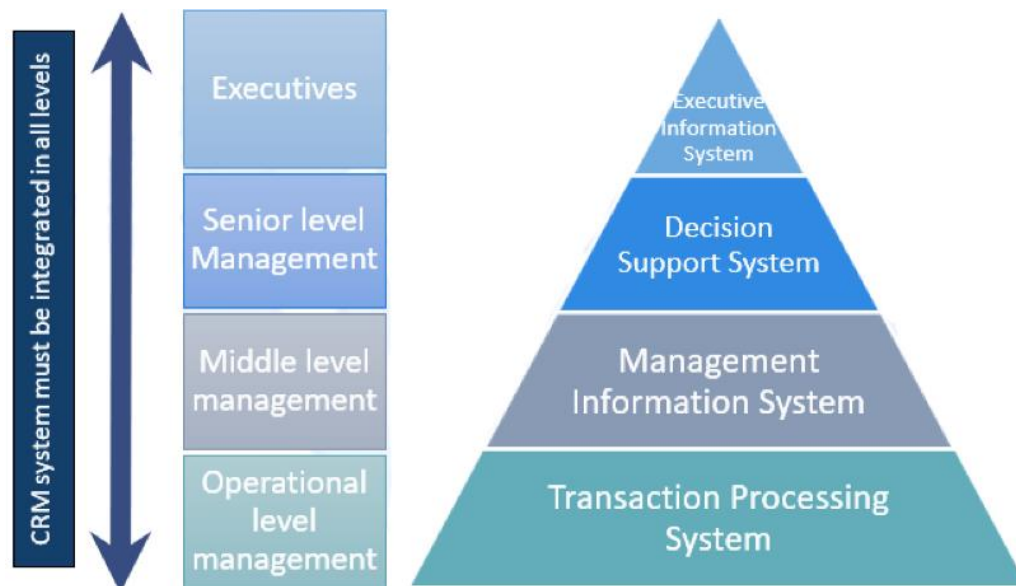 CRM system must be integrated in all levels
Executives
Senior level
Management
Middle level
management
Operational
level
management
Executive
Information
System
Decision
Support System
Management
Information System
Transaction Processing
System